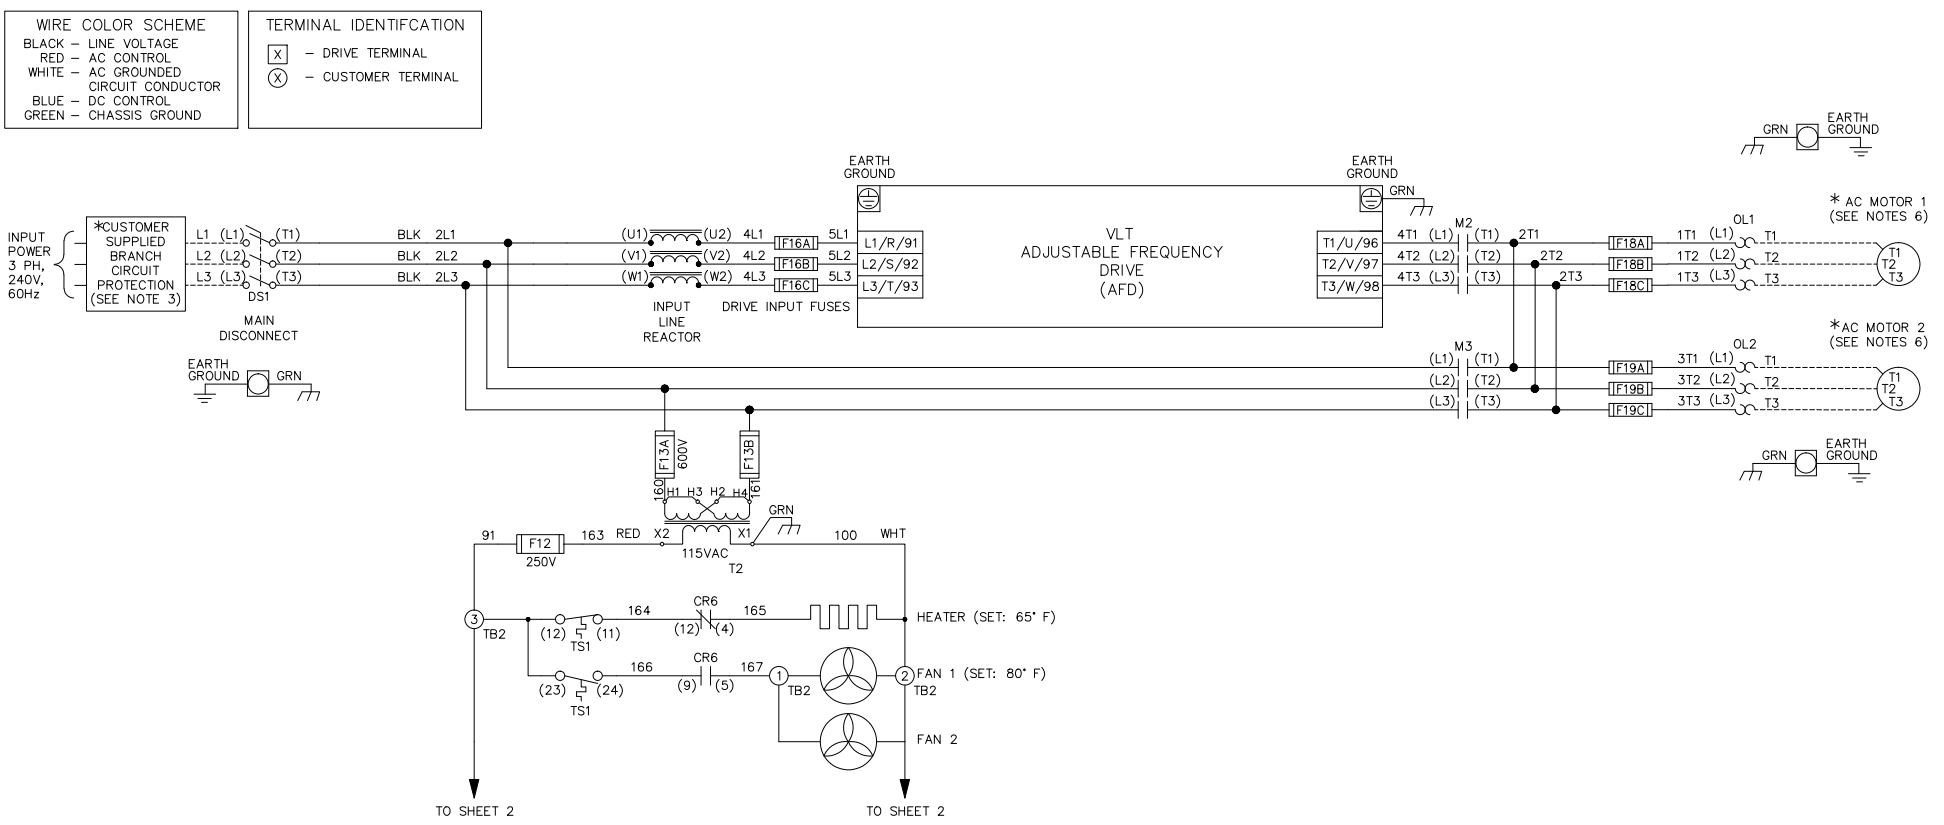 WIRE COLOR SCHEME
BLACK – LINE VOLTAGE
RED – AC CONTROL
WHITE – AC GROUNDED
CIRCUIT CONDUCTOR
BLUE – DC CONTROL
GREEN – CHASSIS GROUND
TERMINAL IDENTIFCATION
X – DRIVE TERMINAL
X – CUSTOMER TERMINAL
INPUT
POWER
3 PH,
240V,
60Hz
*CUSTOMER
SUPPLIED
BRANCH
CIRCUIT
PROTECTION
(SEE NOTE 3)
L1 (L1) (T1) BLK 2L1
L2 (L2) (T2) BLK 2L2
L3 (L3) (T3) BLK 2L3
DS1
MAIN
DISCONNECT
EARTH
GROUND GRN
(U1) (U2) 4L1 F16A 5L1
(V1) (V2) 4L2 F16B 5L2
(W1) (W2) 4L3 F16C 5L3
INPUT
LINE
REACTOR
DRIVE INPUT FUSES
EARTH
GROUND
L1/R/91
L2/S/92
L3/T/93
VLT
ADJUSTABLE FREQUENCY
DRIVE
(AFD)
EARTH
GROUND
GRN
T1/U/96
T2/V/97
T3/W/98
M2
4T1 (L1) (T1) 2T1 F18A 1T1 (L1) T1
4T2 (L2) (T2) 2T2 F18B 1T2 (L2) T2
4T3 (L3) (T3) 2T3 F18C 1T3 (L3) T3
OL1
GRN EARTH
GROUND
* AC MOTOR 1
(SEE NOTES 6)
T1
T2
T3
M3
(L1) (T1) F19A 3T1 (L1) T1
(L2) (T2) F19B 3T2 (L2) T2
(L3) (T3) F19C 3T3 (L3) T3
OL2
*AC MOTOR 2
(SEE NOTES 6)
T1
T2
T3
GRN EARTH
GROUND
F13A
600V
F13B
160
161
H1 H3 H2 H4
GRN
91 F12 163 RED X2 X1 100 WHT
250V
115VAC
T2
3
TB2
(12) (11)
TS1
164
CR6
(12) (4)
165
HEATER (SET: 65° F)
(23) (24)
TS1
166
CR6
(9) (5)
167
1
TB2
2
TB2
FAN 1 (SET: 80° F)
FAN 2
TO SHEET 2
TO SHEET 2